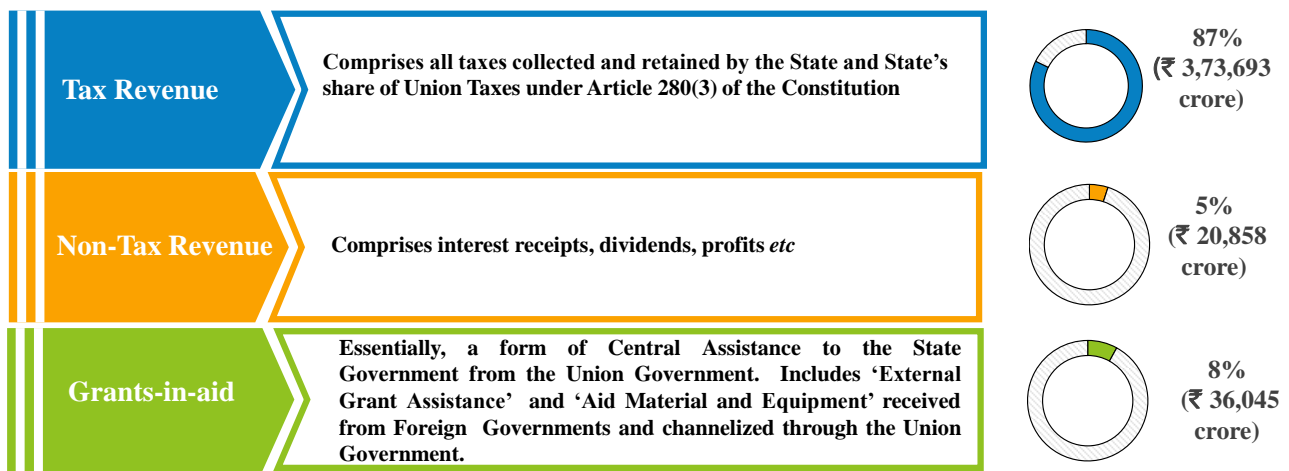 Tax Revenue
Comprises all taxes collected and retained by the State and State's
share of Union Taxes under Article 280(3) of the Constitution
87%
(₹ 3,73,693
crore)
Non-Tax Revenue
Comprises interest receipts, dividends, profits etc
5%
(₹ 20,858
crore)
Grants-in-aid
Essentially, a form of Central Assistance to the State
Government from the Union Government. Includes 'External
Grant Assistance' and 'Aid Material and Equipment' received
from Foreign Governments and channelized through the Union
Government.
8%
(₹ 36,045
crore)